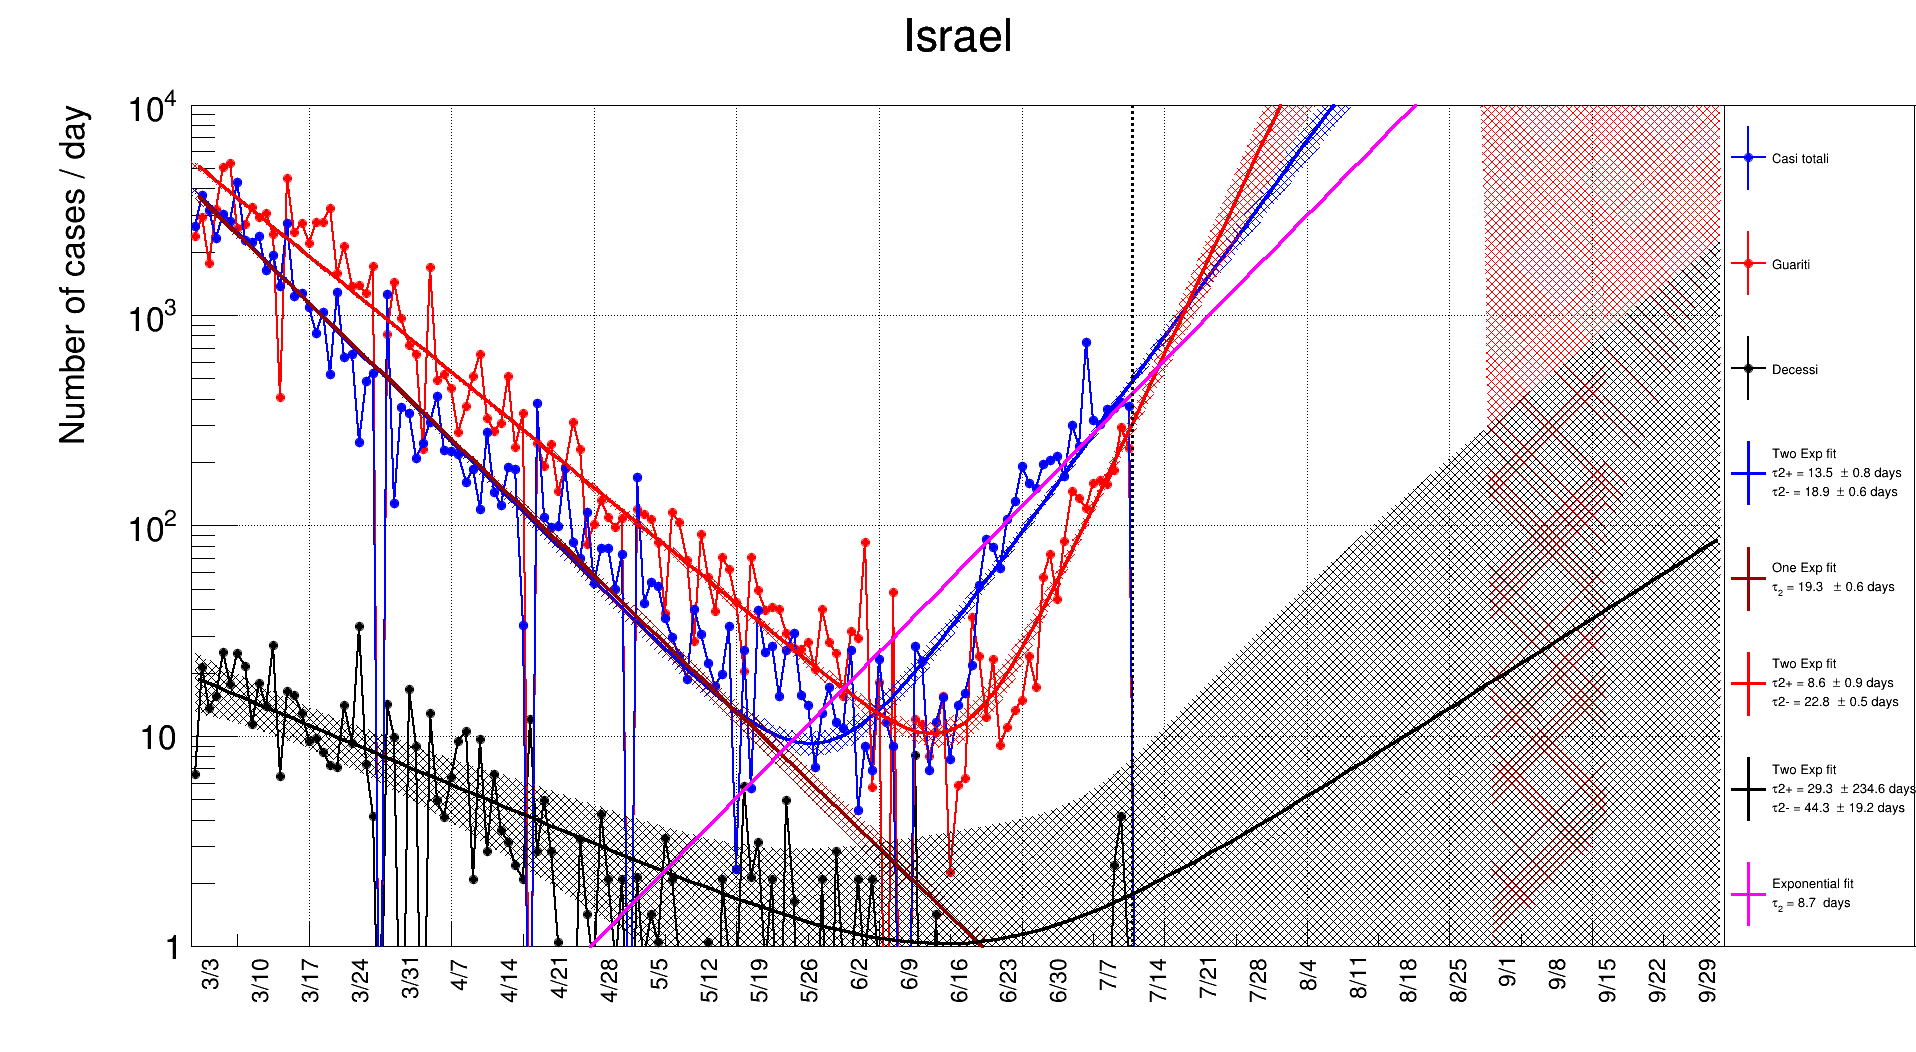 Israel
Number of cases / day
10^4
10^3
10^2
10
1
3/3
3/10
3/17
3/24
3/31
4/7
4/14
4/21
4/28
5/5
5/12
5/19
5/26
6/2
6/9
6/16
6/23
6/30
7/7
7/14
7/21
7/28
8/4
8/11
8/18
8/25
9/1
9/8
9/15
9/22
9/29
Casi totali
Guariti
Decessi
Two Exp fit
τ2+ = 13.5 ± 0.8 days
τ2- = 18.9 ± 0.6 days
One Exp fit
τ₂ = 19.3 ± 0.6 days
Two Exp fit
τ2+ = 8.6 ± 0.9 days
τ2- = 22.8 ± 0.5 days
Two Exp fit
τ2+ = 29.3 ± 234.6 days
τ2- = 44.3 ± 19.2 days
Exponential fit
τ₂ = 8.7 days